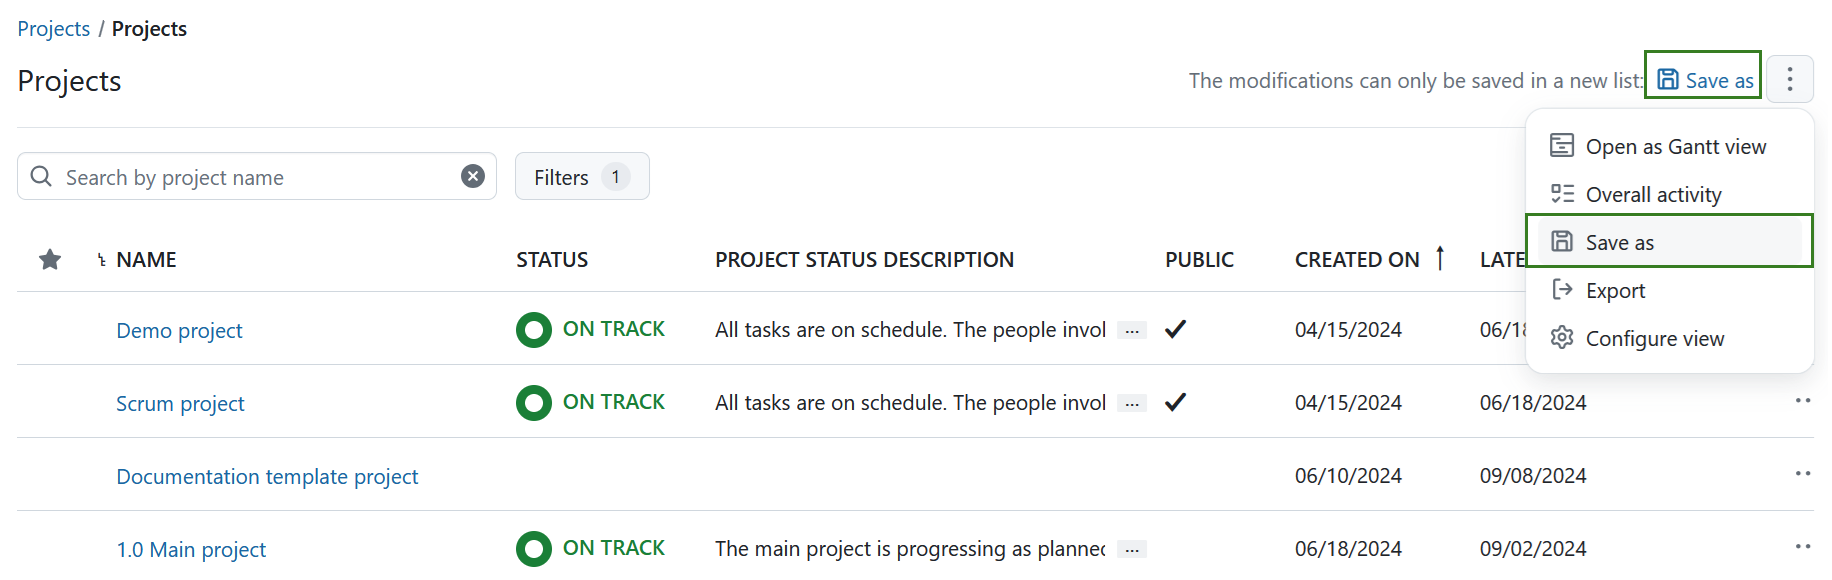 Projects / Projects
Projects
The modifications can only be saved in a new list: Save as
Open as Gantt view
Overall activity
Save as
Export
Configure view
Search by project name
Filters 1
NAME STATUS PROJECT STATUS DESCRIPTION PUBLIC CREATED ON LATE
Demo project ON TRACK All tasks are on schedule. The people invol ... 04/15/2024 06/18
Scrum project ON TRACK All tasks are on schedule. The people invol ... 04/15/2024 06/18/2024
Documentation template project 06/10/2024 09/08/2024
1.0 Main project ON TRACK The main project is progressing as planned ... 06/18/2024 09/02/2024